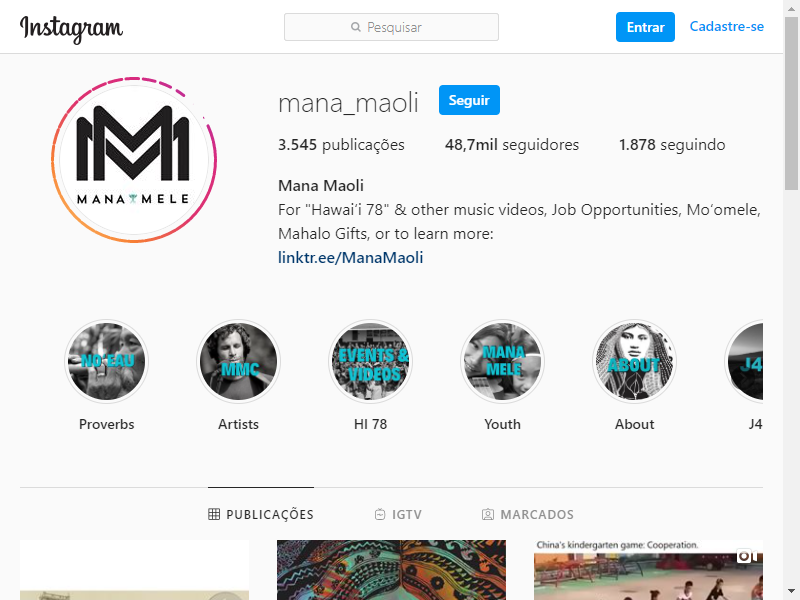 Instagram
Pesquisar
Entrar
Cadastre-se
mana_maoli
Seguir
3.545 publicações
48,7mil seguidores
1.878 seguindo
MANA MELE
Mana Maoli
For "Hawaiʻi 78" & other music videos, Job Opportunities, Moʻomele,
Mahalo Gifts, or to learn more:
linktr.ee/ManaMaoli
NO'EAU
MMC
EVENTS &
VIDEOS
MANA
MELE
ABOUT
J4
Proverbs
Artists
HI 78
Youth
About
J4
PUBLICAÇÕES
IGTV
MARCADOS
China's kindergarten game: Cooperation.